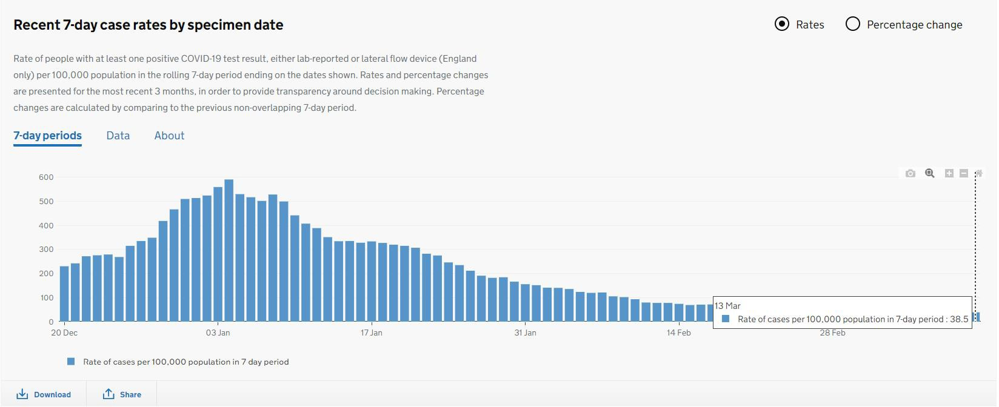 Recent 7-day case rates by specimen date
Rates
Percentage change
Rate of people with at least one positive COVID-19 test result, either lab-reported or lateral flow device (England
only) per 100,000 population in the rolling 7-day period ending on the dates shown. Rates and percentage changes
are presented for the most recent 3 months, in order to provide transparency around decision making. Percentage
changes are calculated by comparing to the previous non-overlapping 7-day period.
7-day periods
Data
About
600
500
400
300
200
100
0
13 Mar
Rate of cases per 100,000 population in 7-day period : 38.5
20 Dec
03 Jan
17 Jan
31 Jan
14 Feb
28 Feb
Rate of cases per 100,000 population in 7 day period
Download
Share